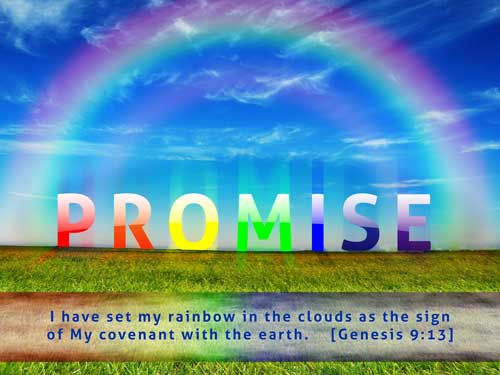 PROMISE
I have set my rainbow in the clouds as the sign
of My covenant with the earth. [Genesis 9:13]